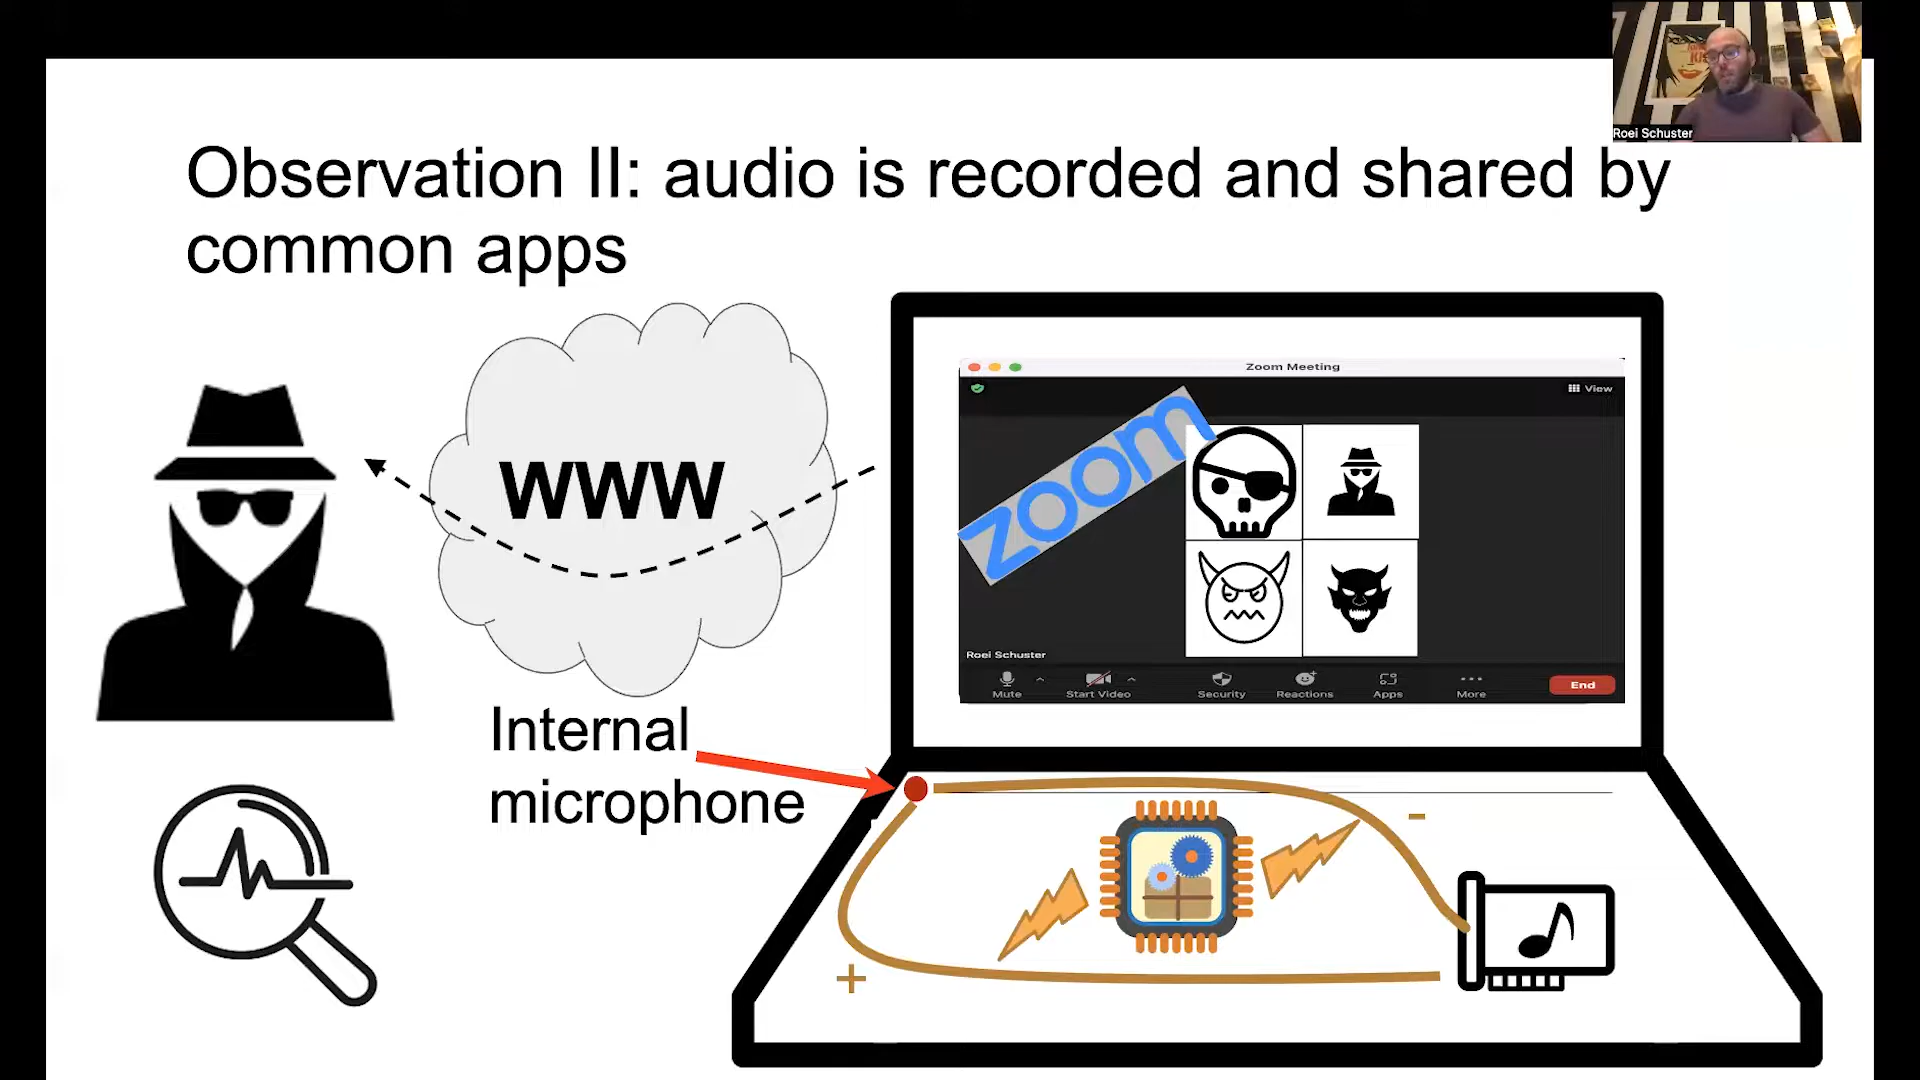 Roei Schuster
Observation II: audio is recorded and shared by
common apps
www
Zoom Meeting
View
zoom
Roei Schuster
Mute
Start Video
Security
Reactions
Apps
More
End
Internal
microphone
-
+